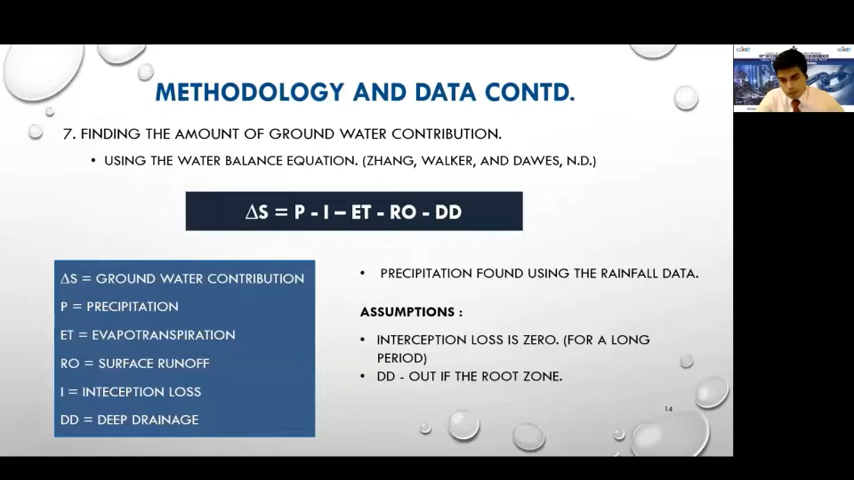 METHODOLOGY AND DATA CONTD.
7. FINDING THE AMOUNT OF GROUND WATER CONTRIBUTION.
• USING THE WATER BALANCE EQUATION. (ZHANG, WALKER, AND DAWES, N.D.)
∆S = P - I – ET - RO - DD
∆S = GROUND WATER CONTRIBUTION
P = PRECIPITATION
ET = EVAPOTRANSPIRATION
RO = SURFACE RUNOFF
I = INTECEPTION LOSS
DD = DEEP DRAINAGE
• PRECIPITATION FOUND USING THE RAINFALL DATA.
ASSUMPTIONS :
• INTERCEPTION LOSS IS ZERO. (FOR A LONG
PERIOD)
• DD - OUT IF THE ROOT ZONE.
14